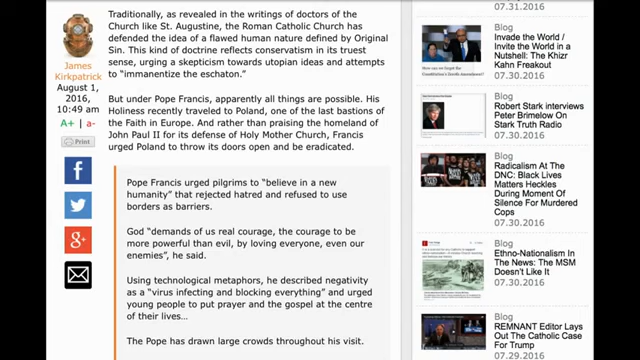 James
Kirkpatrick
August 1,
2016,
10:49 am
A+ | a-
Print
Traditionally, as revealed in the writings of doctors of the
Church like St. Augustine, the Roman Catholic Church has
defended the idea of a flawed human nature defined by Original
Sin. This kind of doctrine reflects conservatism in its truest
sense, urging a skepticism towards utopian ideas and attempts
to “immanentize the eschaton.”
But under Pope Francis, apparently all things are possible. His
Holiness recently traveled to Poland, one of the last bastions of
the Faith in Europe. And rather than praising the homeland of
John Paul II for its defense of Holy Mother Church, Francis
urged Poland to throw its doors open and be eradicated.
Pope Francis urged pilgrims to “believe in a new
humanity” that rejected hatred and refused to use
borders as barriers.
God “demands of us real courage, the courage to be
more powerful than evil, by loving everyone, even our
enemies”, he said.
Using technological metaphors, he described negativity
as a “virus infecting and blocking everything” and urged
young people to put prayer and the gospel at the centre
of their lives…
The Pope has drawn large crowds throughout his visit.
07.31.2016
Blog
Invade the World /
Invite the World in a
Nutshell: The Khizr
Kahn Freakout
07.30.2016
Blog
Robert Stark interviews
Peter Brimelow On
Stark Truth Radio
07.30.2016
Blog
Radicalism At The
DNC: Black Lives
Matters Heckles
During Moment Of
Silence For Murdered
Cops
07.29.2016
Blog
Ethno-Nationalism In
The News: The MSM
Doesn't Like It
07.30.2016
Blog
REMNANT Editor Lays
Out The Catholic Case
For Trump
07.29.2016